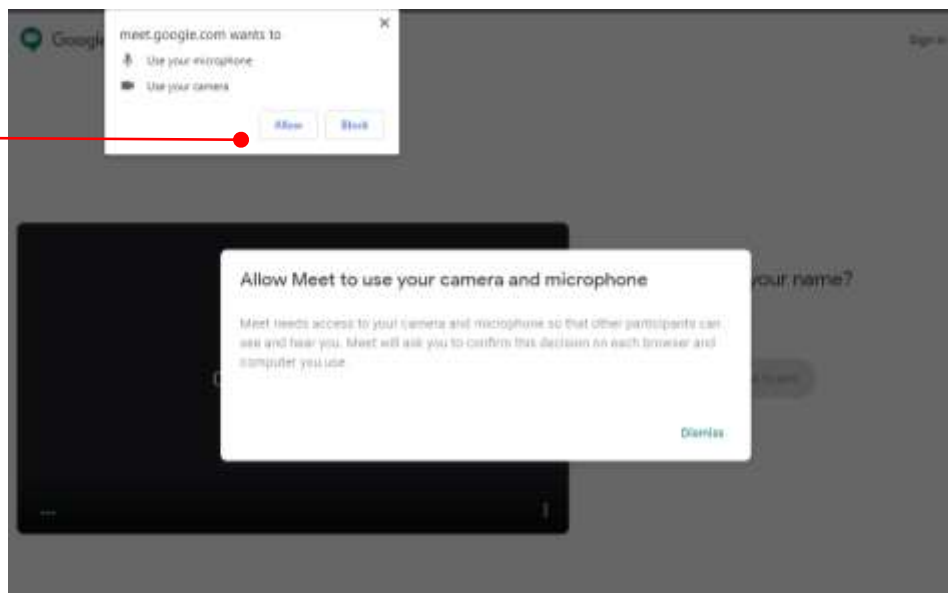 Googl
Sign in
meet.google.com wants to
Use your microphone
Use your camera
Allow
Block
your name?
Allow Meet to use your camera and microphone
Meet needs access to your camera and microphone so that other participants can
see and hear you. Meet will ask you to confirm this decision on each browser and
computer you use
Dismiss